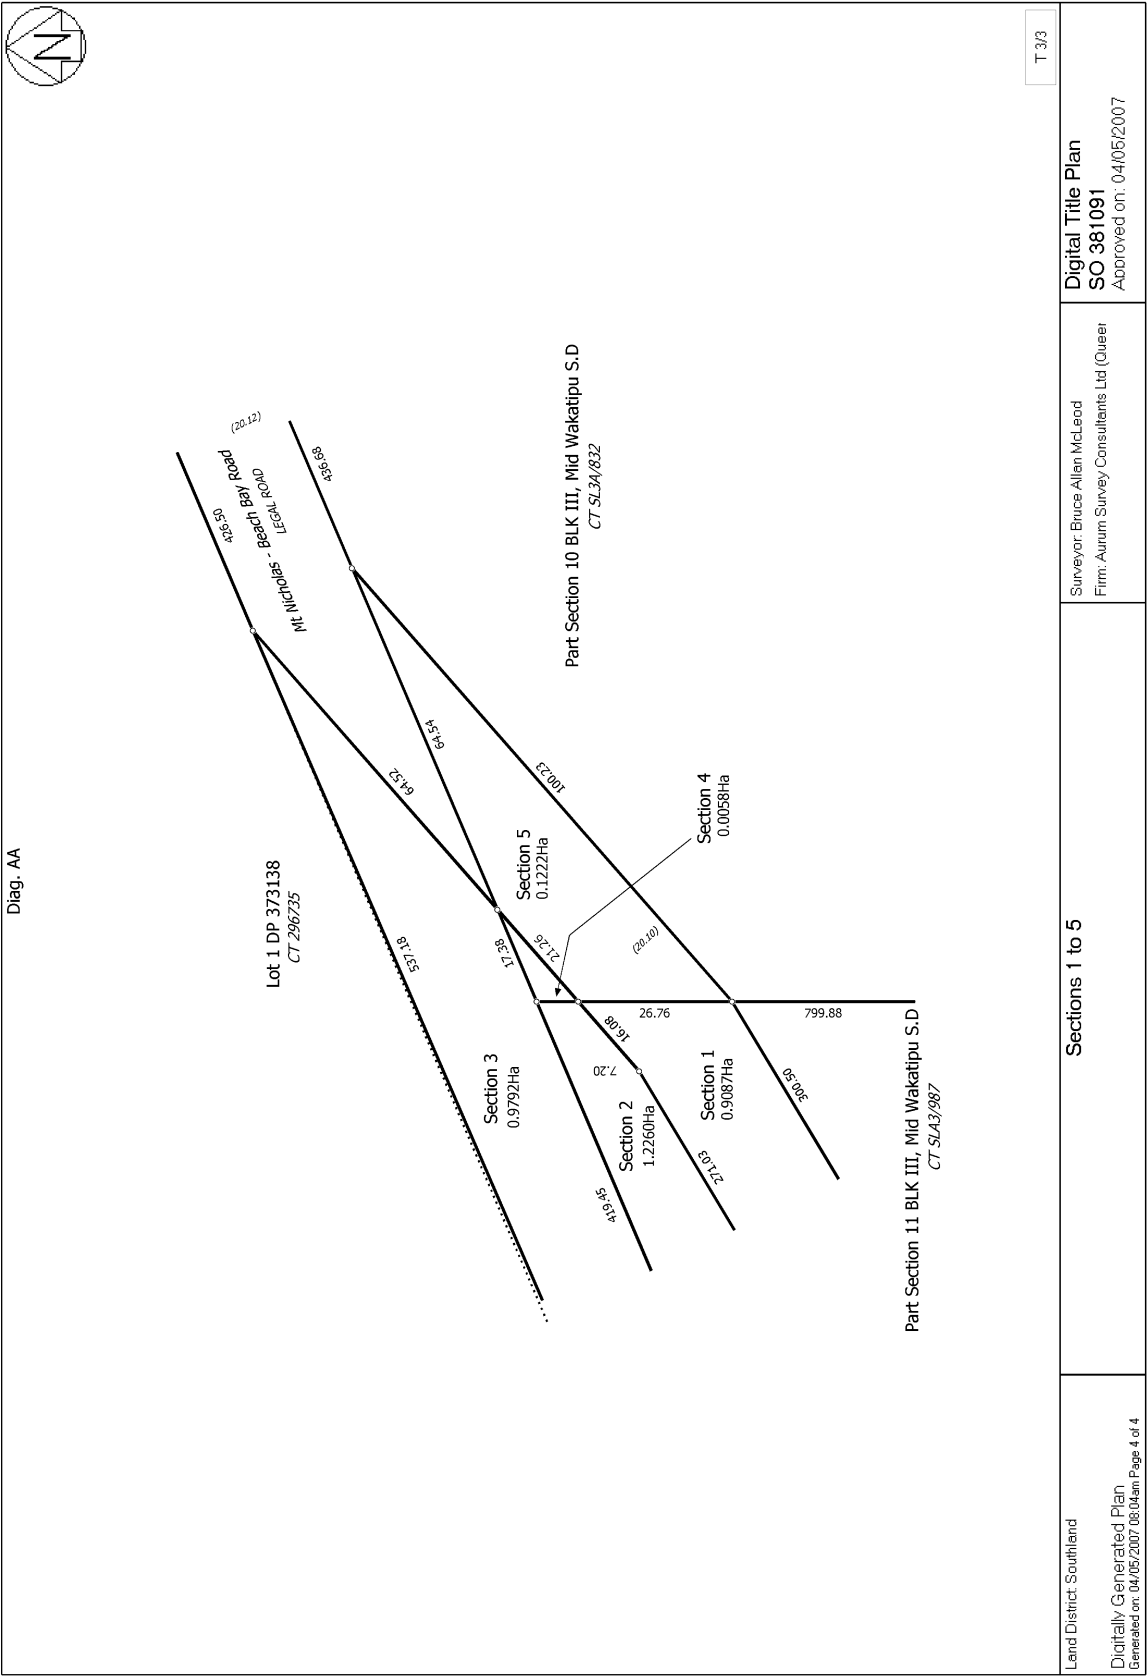 Diag. AA
N
T 3/3
426.50
Mt Nicholas - Beach Bay Road
LEGAL ROAD
(20.12)
436.68
Lot 1 DP 373138
CT 296735
537.18
64.52
64.54
100.23
Part Section 10 BLK III, Mid Wakatipu S.D
CT SL3A/832
Section 5
0.1222Ha
Section 4
0.0058Ha
17.38
21.26
(20.10)
Section 3
0.9792Ha
16.08
7.20
26.76
799.88
Section 2
1.2260Ha
Section 1
0.9087Ha
419.45
271.03
300.50
Part Section 11 BLK III, Mid Wakatipu S.D
CT SLA3/987
Land District: Southland
Digitally Generated Plan
Generated on: 04/05/2007 08:04am Page 4 of 4
Sections 1 to 5
Surveyor: Bruce Allan McLeod
Firm: Aurum Survey Consultants Ltd (Queer
Digital Title Plan
SO 381091
Approved on: 04/05/2007